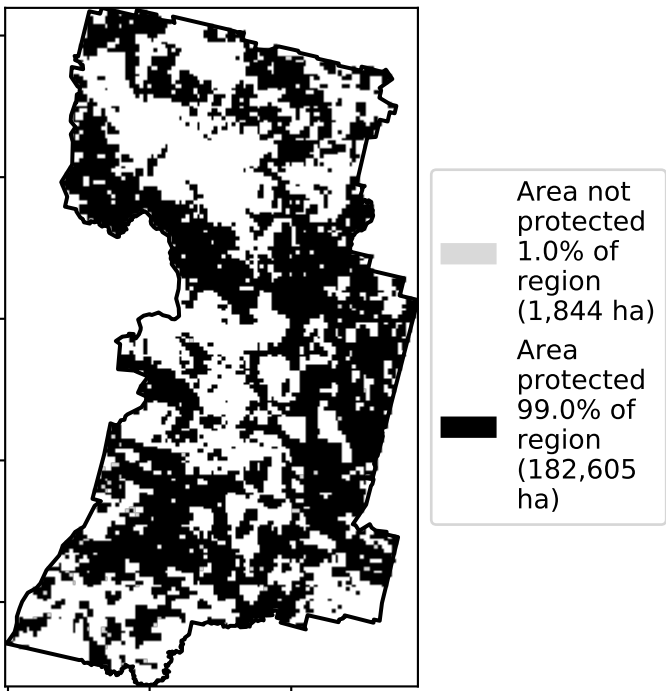 Area not
protected
1.0% of
region
(1,844 ha)
Area
protected
99.0% of
region
(182,605
ha)